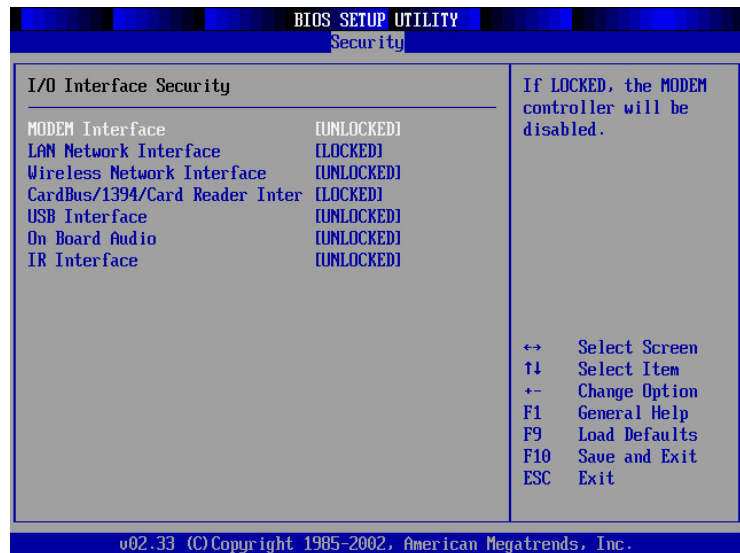 BIOS SETUP UTILITY
Security
I/O Interface Security
MODEM Interface [UNLOCKED]
LAN Network Interface [LOCKED]
Wireless Network Interface [UNLOCKED]
CardBus/1394/Card Reader Inter [LOCKED]
USB Interface [UNLOCKED]
On Board Audio [UNLOCKED]
IR Interface [UNLOCKED]
If LOCKED, the MODEM
controller will be
disabled.
↔ Select Screen
↑↓ Select Item
+- Change Option
F1 General Help
F9 Load Defaults
F10 Save and Exit
ESC Exit
v02.33 (C)Copyright 1985-2002, American Megatrends, Inc.